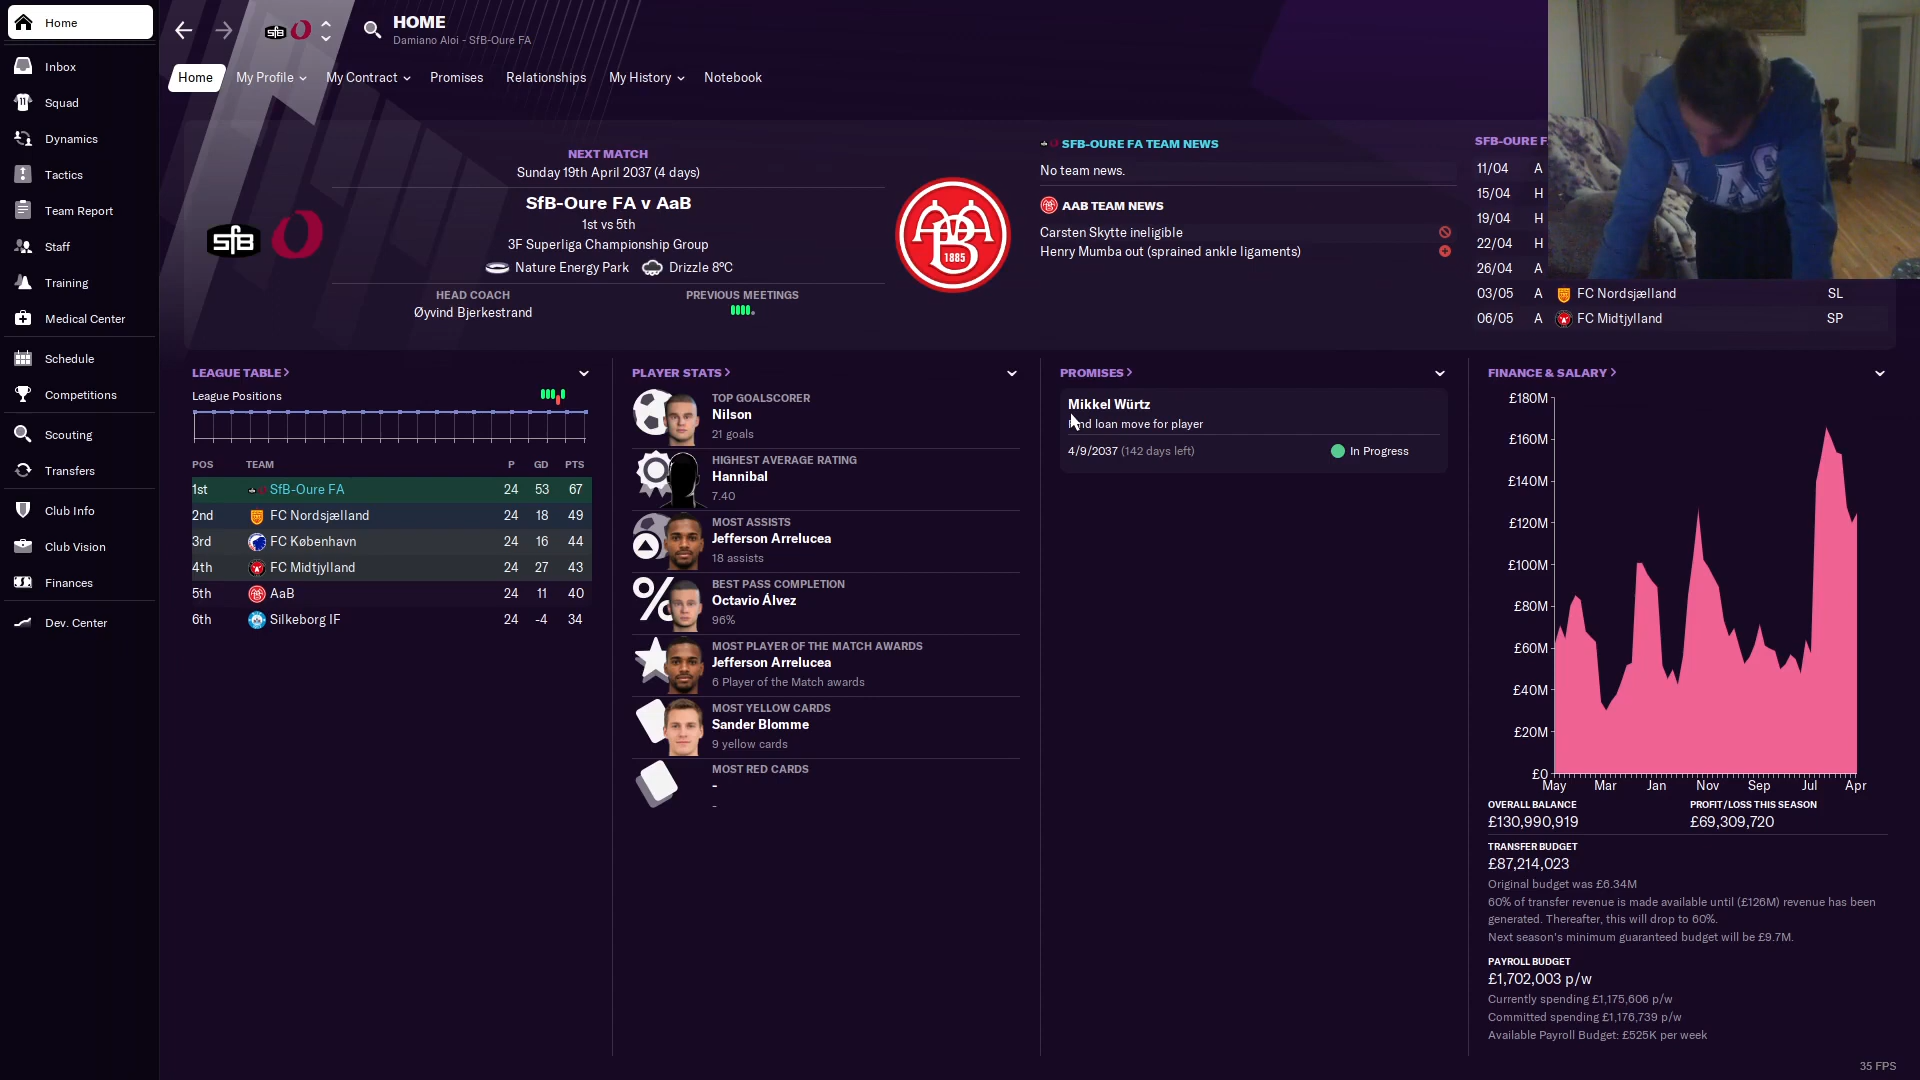 Home
Inbox
Squad
Dynamics
Tactics
Team Report
Staff
Training
Medical Center
Schedule
Competitions
Scouting
Transfers
Club Info
Club Vision
Finances
Dev. Center
sfb
HOME
Damiano Aloi - SfB-Oure FA
Home
My Profile
My Contract
Promises
Relationships
My History
Notebook
NEXT MATCH
Sunday 19th April 2037 (4 days)
SfB-Oure FA v AaB
1st vs 5th
3F Superliga Championship Group
Nature Energy Park
Drizzle 8ºC
HEAD COACH
Øyvind Bjerkestrand
PREVIOUS MEETINGS
sfb
1885
SFB-OURE FA TEAM NEWS
No team news.
AAB TEAM NEWS
Carsten Skytte ineligible
Henry Mumba out (sprained ankle ligaments)
SFB-OURE F
11/04 A
15/04 H
19/04 H
22/04 H
26/04 A
03/05 A FC Nordsjælland SL
06/05 A FC Midtjylland SP
LEAGUE TABLE
League Positions
POS TEAM P GD PTS
1st SfB-Oure FA 24 53 67
2nd FC Nordsjælland 24 18 49
3rd FC København 24 16 44
4th FC Midtjylland 24 27 43
5th AaB 24 11 40
6th Silkeborg IF 24 -4 34
PLAYER STATS
TOP GOALSCORER
Nilson
21 goals
HIGHEST AVERAGE RATING
Hannibal
7.40
MOST ASSISTS
Jefferson Arrelucea
18 assists
BEST PASS COMPLETION
Octavio Álvez
96%
MOST PLAYER OF THE MATCH AWARDS
Jefferson Arrelucea
6 Player of the Match awards
MOST YELLOW CARDS
Sander Blomme
9 yellow cards
MOST RED CARDS
-
-
PROMISES
Mikkel Würtz
loan move for player
4/9/2037 (142 days left)
In Progress
FINANCE & SALARY
£180M
£160M
£140M
£120M
£100M
£80M
£60M
£40M
£20M
£0
May Mar Jan Nov Sep Jul Apr
OVERALL BALANCE
£130,990,919
PROFIT/LOSS THIS SEASON
£69,309,720
TRANSFER BUDGET
£87,214,023
Original budget was £6.34M
60% of transfer revenue is made available until (£126M) revenue has been
generated. Thereafter, this will drop to 60%.
Next season's minimum guaranteed budget will be £9.7M.
PAYROLL BUDGET
£1,702,003 p/w
Currently spending £1,175,606 p/w
Committed spending £1,176,739 p/w
Available Payroll Budget: £525K per week
35 FPS